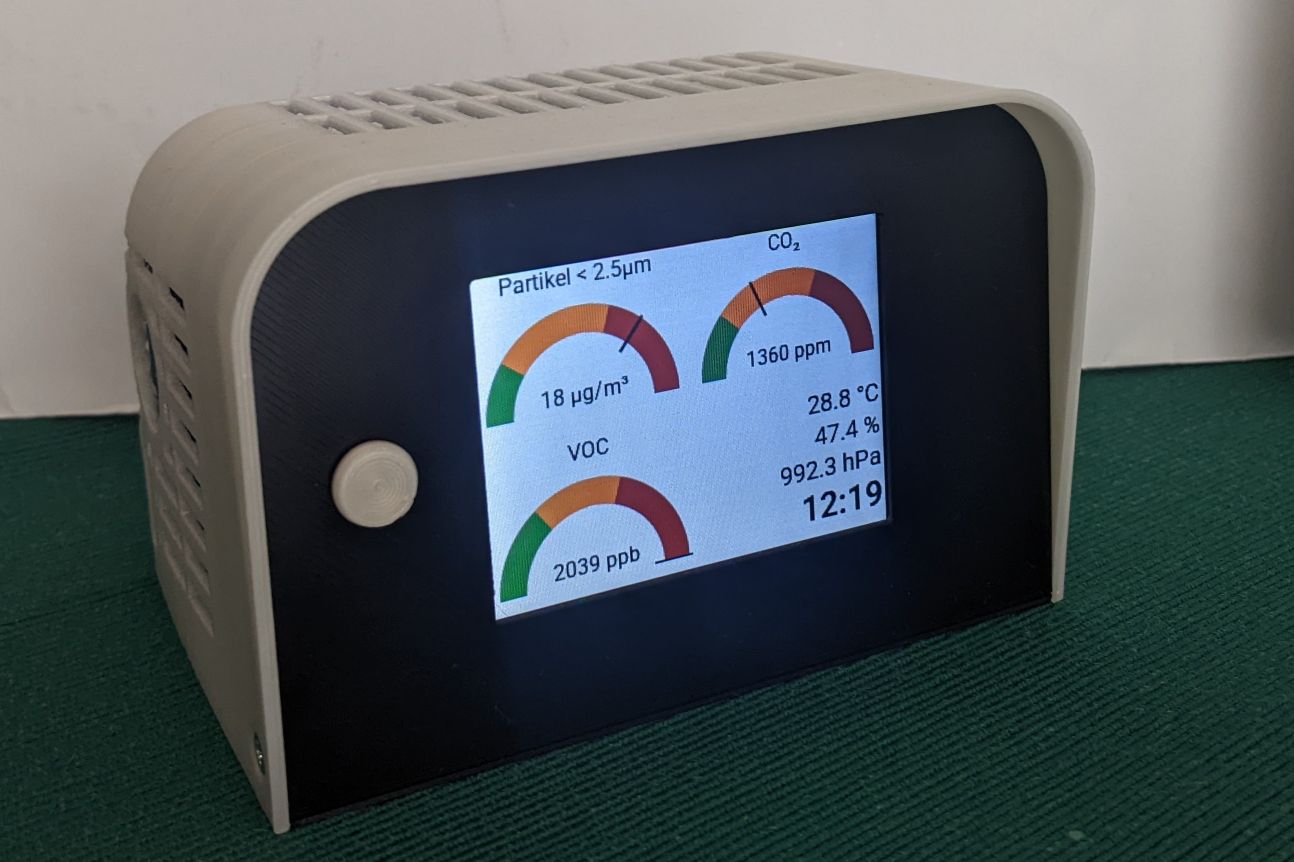 Partikel < 2.5µm
18 µg/m³
CO₂
1360 ppm
VOC
2039 ppb
28.8 °C
47.4 %
992.3 hPa
12:19